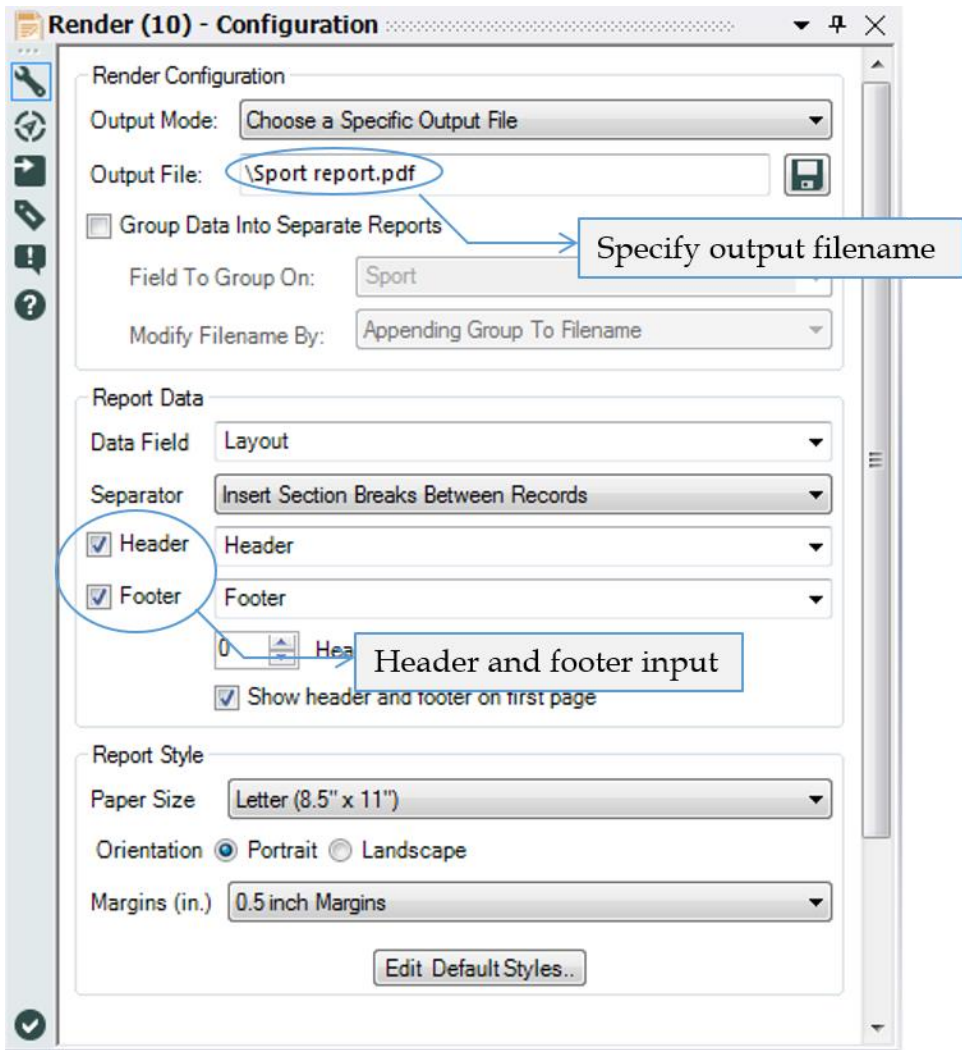 Render (10) - Configuration
Render Configuration
Output Mode: Choose a Specific Output File
Output File: \Sport report.pdf
Group Data Into Separate Reports
Specify output filename
Field To Group On: Sport
Modify Filename By: Appending Group To Filename
Report Data
Data Field Layout
Separator Insert Section Breaks Between Records
Header Header
Footer Footer
0
Header and footer input
Show header and footer on first page
Report Style
Paper Size Letter (8.5" x 11")
Orientation Portrait Landscape
Margins (in.) 0.5 inch Margins
Edit Default Styles..